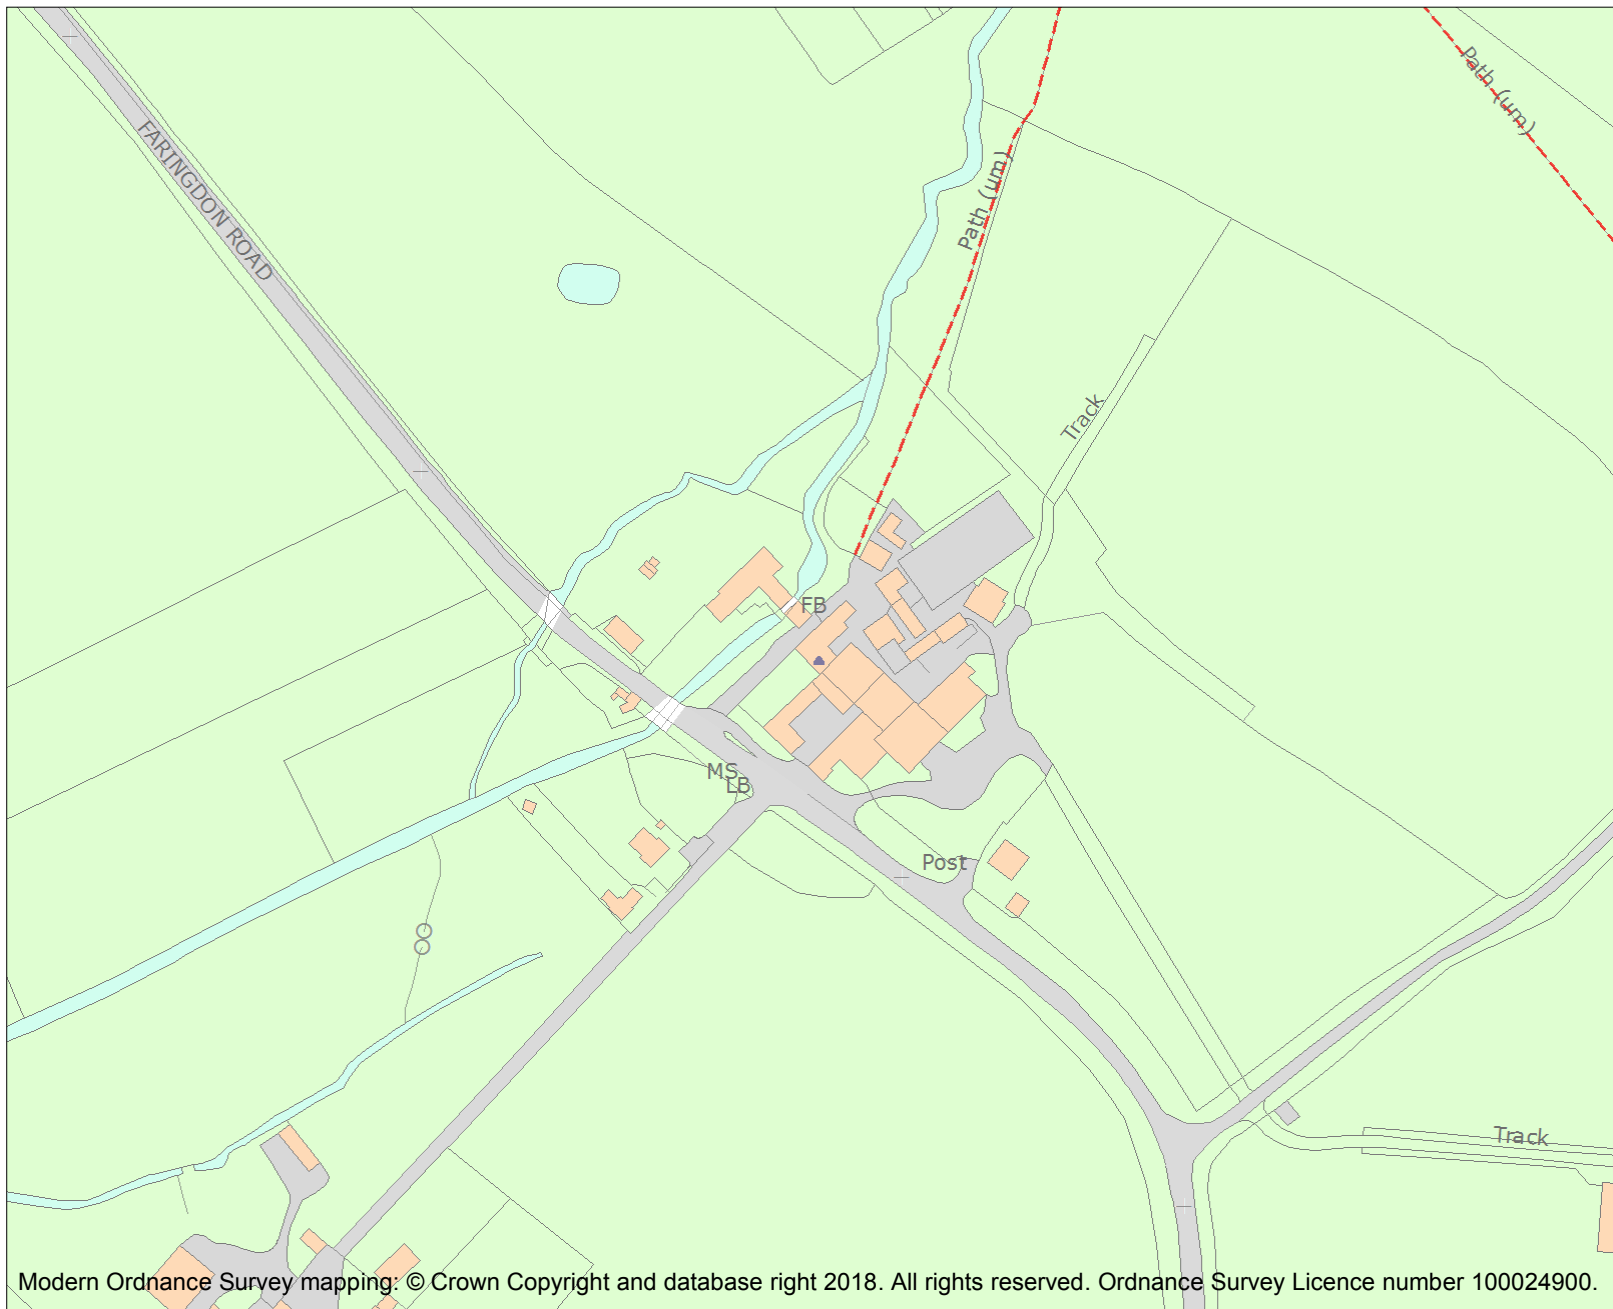 Path (um)
FARINGDON ROAD
Path (um)
Track
FB
MS
LB
Post
Track
Modern Ordnance Survey mapping: © Crown Copyright and database right 2018. All rights reserved. Ordnance Survey Licence number 100024900.